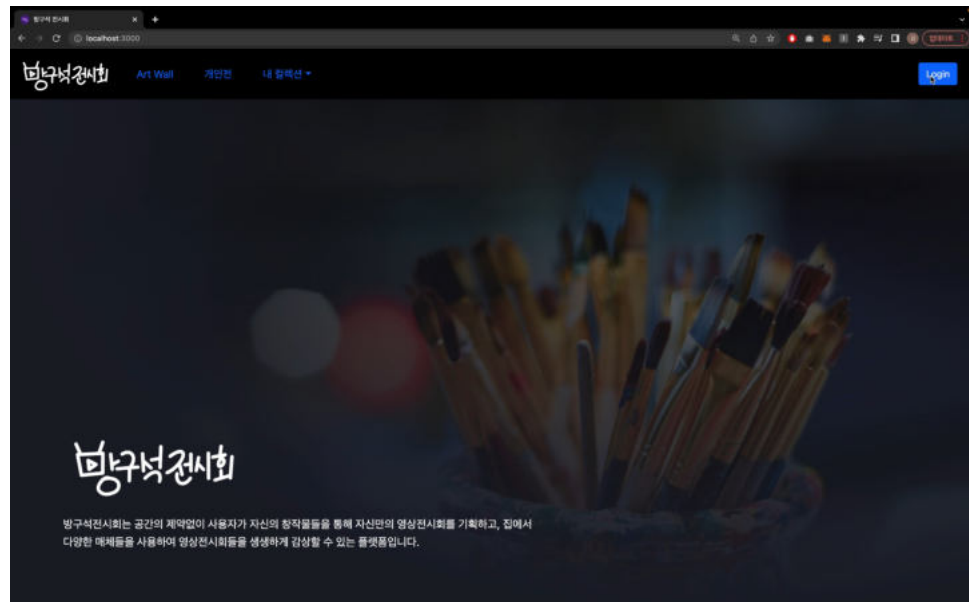 방구석 전시회
localhost:3000
업데이트
방구석 전시회
Art Wall
개인전
내 컬렉션
Login
방구석 전시회
방구석전시회는 공간의 제약없이 사용자가 자신의 창작물들을 통해 자신만의 영상전시회를 기획하고, 집에서
다양한 매체들을 사용하여 영상전시회들을 생생하게 감상할 수 있는 플랫폼입니다.